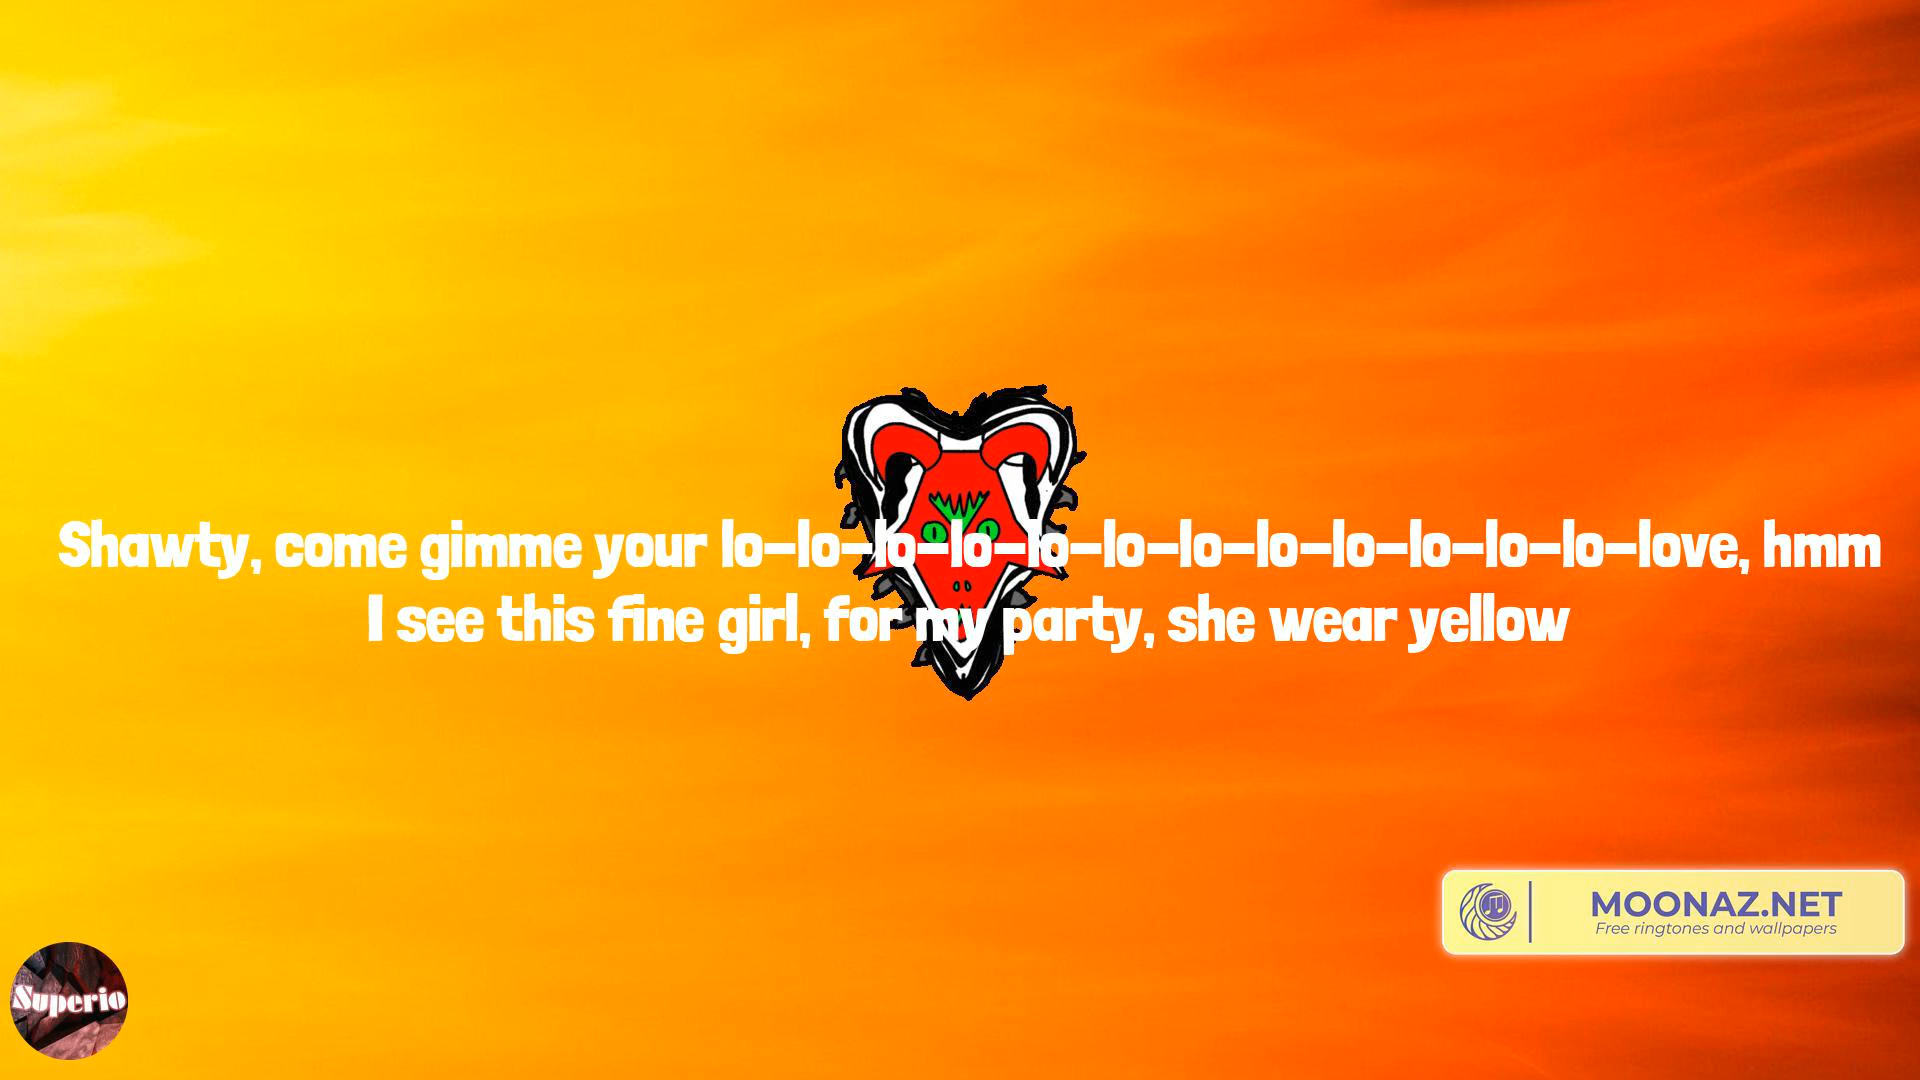 Shawty, come gimme your lo-lo-lo-lo-lo-lo-lo-lo-lo-lo-lo-lo-love, hmm
I see this fine girl, for my party, she wear yellow
MOONAZ.NET
Free ringtones and wallpapers
Superio